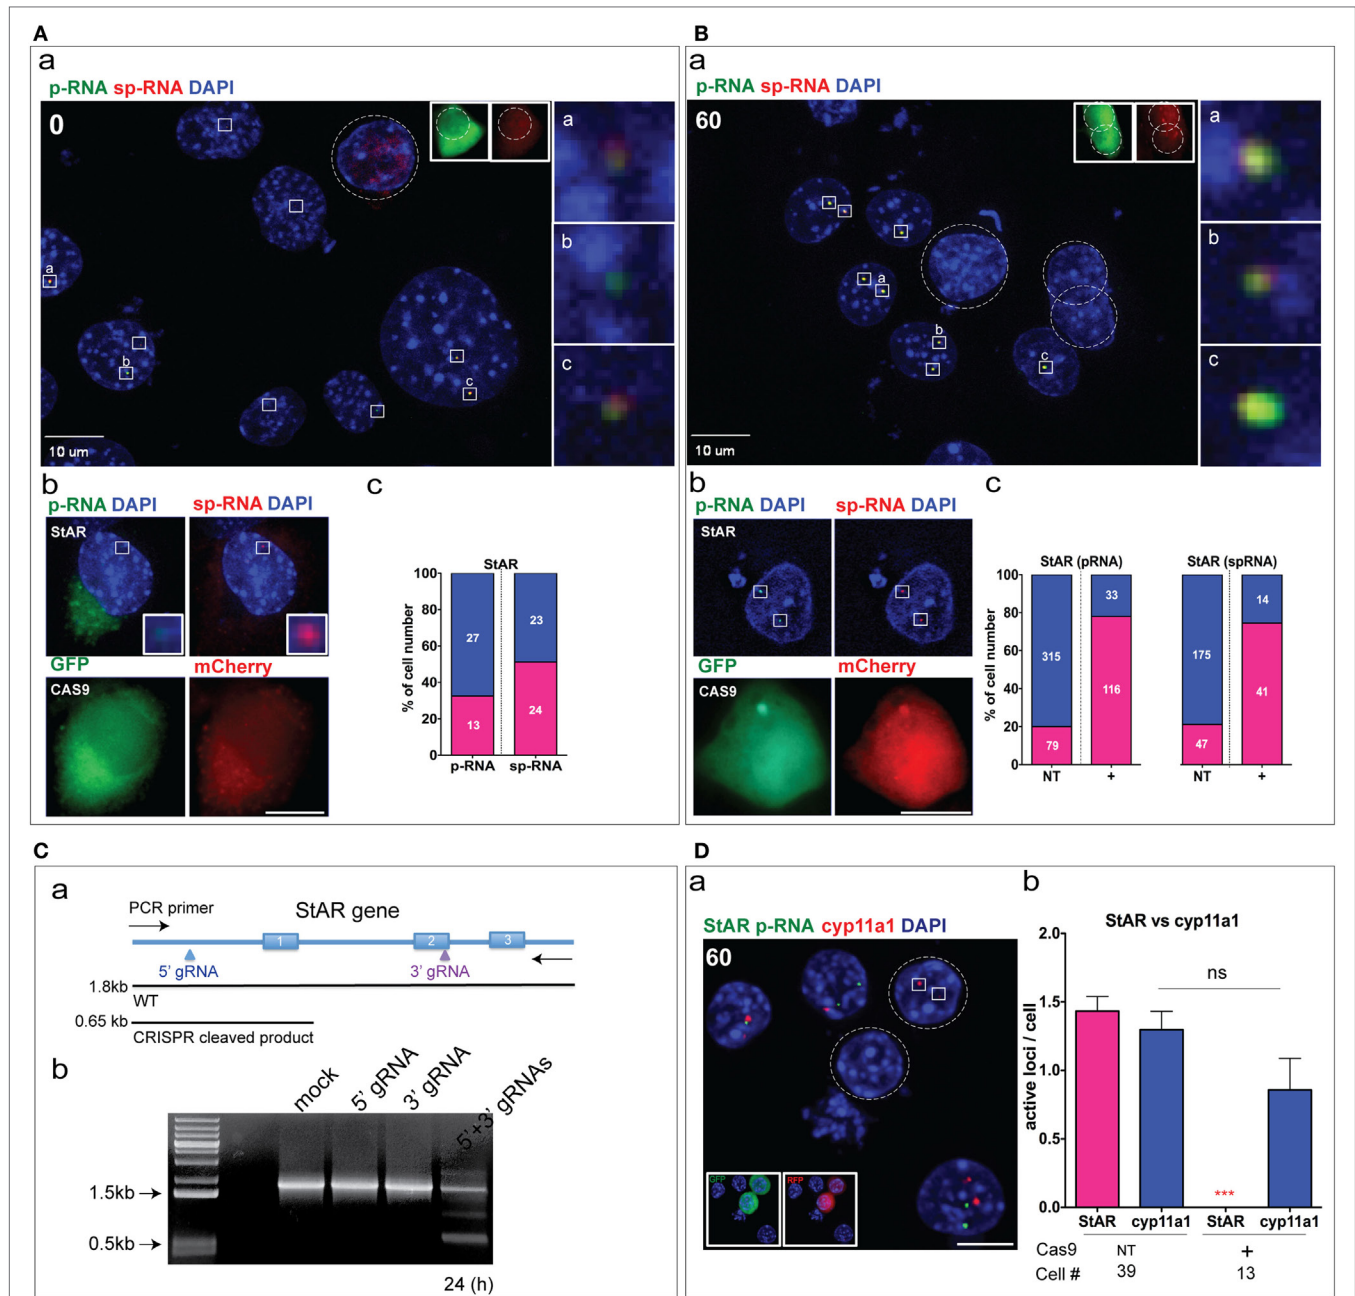 A
a
p-RNA sp-RNA DAPI
0
a
b
c
a
b
c
10 um
b
p-RNA DAPI
sp-RNA DAPI
StAR
GFP
mCherry
CAS9
c
StAR
% of cell number
100
80
60
40
20
0
27
23
13
24
p-RNA
sp-RNA
B
a
p-RNA sp-RNA DAPI
60
a
b
c
a
b
c
10 um
b
p-RNA DAPI
sp-RNA DAPI
StAR
GFP
mCherry
CAS9
c
StAR (pRNA)
StAR (spRNA)
% of cell number
100
80
60
40
20
0
315
33
79
116
NT
+
100
80
60
40
20
0
175
14
47
41
NT
+
C
a
PCR primer
StAR gene
1
2
3
5' gRNA
3' gRNA
1.8kb
WT
0.65 kb
CRISPR cleaved product
b
mock
5' gRNA
3' gRNA
5'+3' gRNAs
1.5kb
0.5kb
24 (h)
D
a
StAR p-RNA cyp11a1 DAPI
60
GFP
RFP
b
StAR vs cyp11a1
active loci / cell
2.0
1.5
1.0
0.5
0.0
ns
***
StAR
cyp11a1
StAR
cyp11a1
Cas9
NT
+
Cell #
39
13